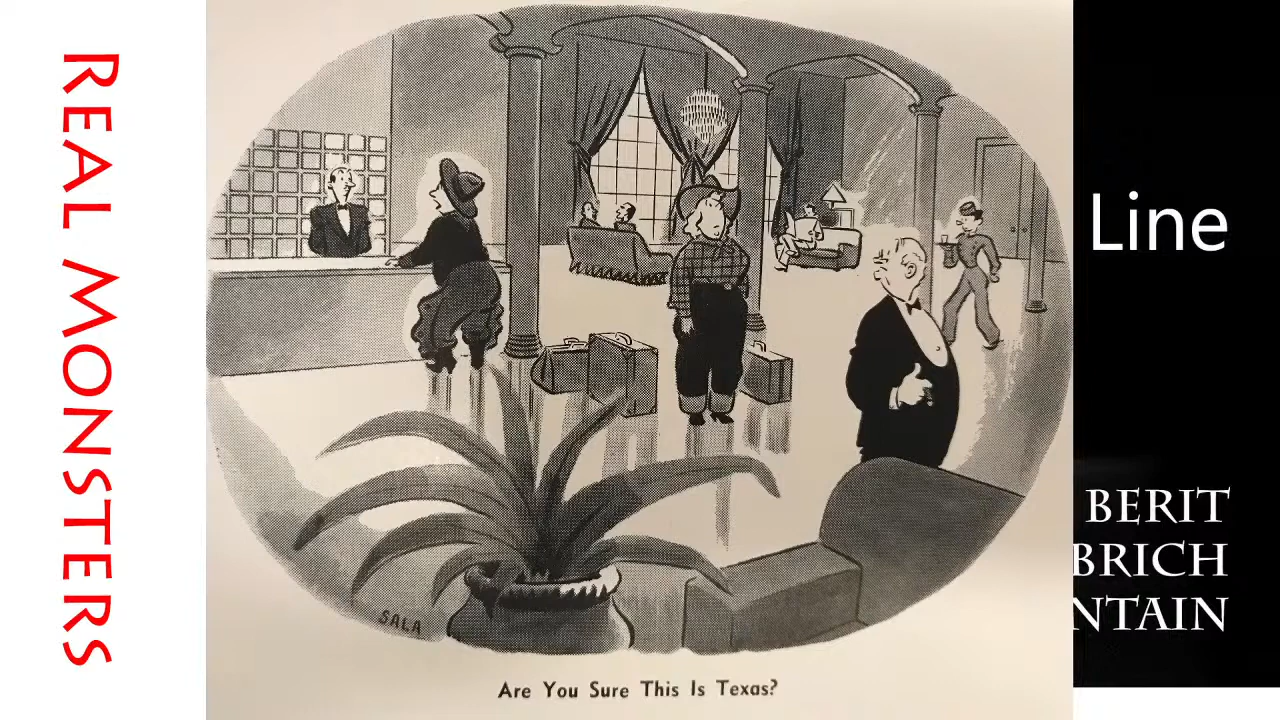 REAL MONSTERS
Line
BERIT
BRICH
NTAIN
SALA
Are You Sure This Is Texas?